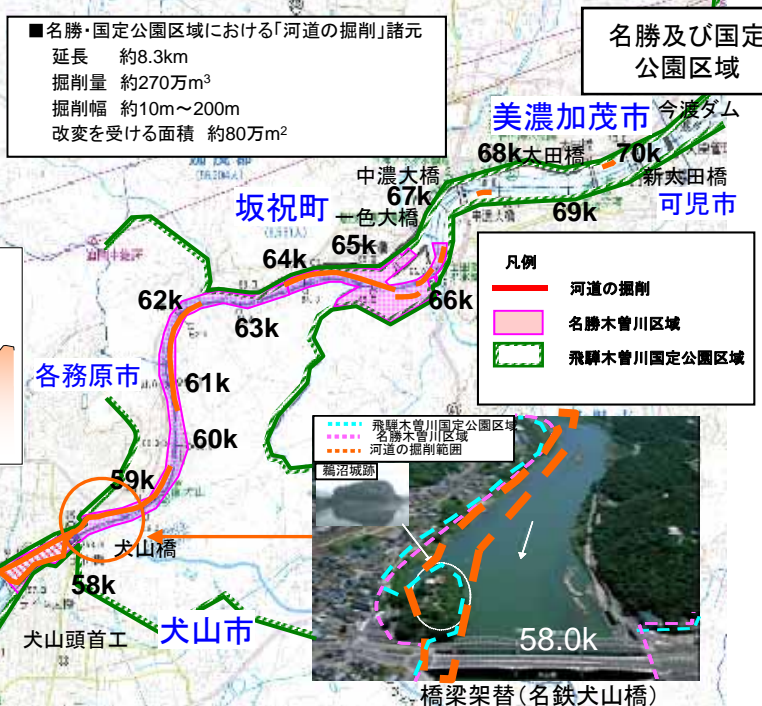 ■名勝・国定公園区域における「河道の掘削」諸元
延長　約8.3km
掘削量　約270万m³
掘削幅　約10m～200m
改変を受ける面積　約80万m²
名勝及び国定
公園区域
美濃加茂市
今渡ダム
68k
太田橋
70k
中濃大橋
67k
新太田橋
坂祝町
一色大橋
69k
可児市
65k
64k
中濃大橋
62k
63k
66k
凡例
河道の掘削
名勝木曽川区域
飛騨木曽川国定公園区域
各務原市
61k
60k
飛騨木曽川国定公園区域
名勝木曽川区域
河道の掘削範囲
鵜沼城跡
59k
犬山橋
58k
犬山頭首工
犬山市
58.0k
橋梁架替（名鉄犬山橋）